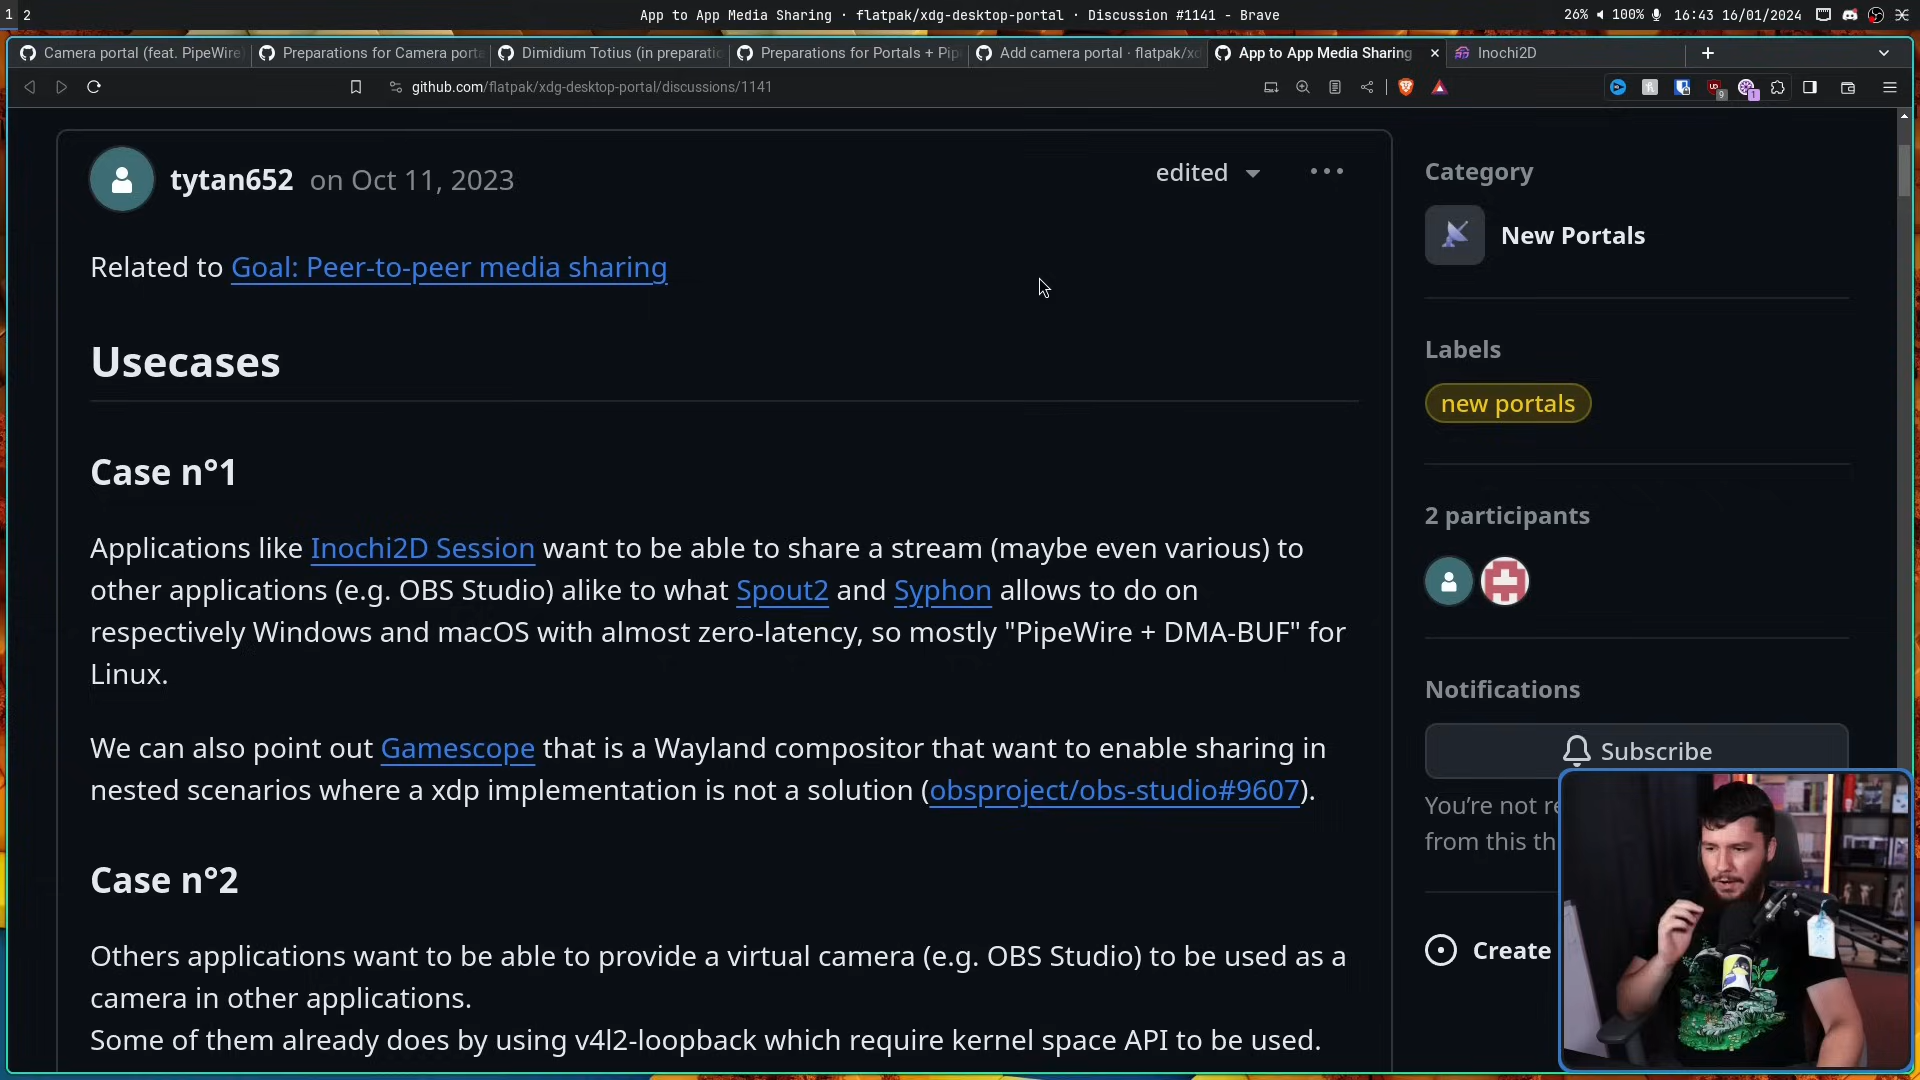 1 2
App to App Media Sharing · flatpak/xdg-desktop-portal · Discussion #1141 - Brave
26% 100% 16:43 16/01/2024
Camera portal (feat. PipeWire)
Preparations for Camera porta
Dimidium Totius (in preparatio
Preparations for Portals + Pip
Add camera portal · flatpak/xd
App to App Media Sharing
Inochi2D
github.com/flatpak/xdg-desktop-portal/discussions/1141
9
1
tytan652 on Oct 11, 2023
edited
Related to Goal: Peer-to-peer media sharing
Usecases
Case n°1
Applications like Inochi2D Session want to be able to share a stream (maybe even various) to
other applications (e.g. OBS Studio) alike to what Spout2 and Syphon allows to do on
respectively Windows and macOS with almost zero-latency, so mostly "PipeWire + DMA-BUF" for
Linux.
We can also point out Gamescope that is a Wayland compositor that want to enable sharing in
nested scenarios where a xdp implementation is not a solution (obsproject/obs-studio#9607).
Case n°2
Others applications want to be able to provide a virtual camera (e.g. OBS Studio) to be used as a
camera in other applications.
Some of them already does by using v4l2-loopback which require kernel space API to be used.
Category
New Portals
Labels
new portals
2 participants
Notifications
Subscribe
You're not re
from this th
Create